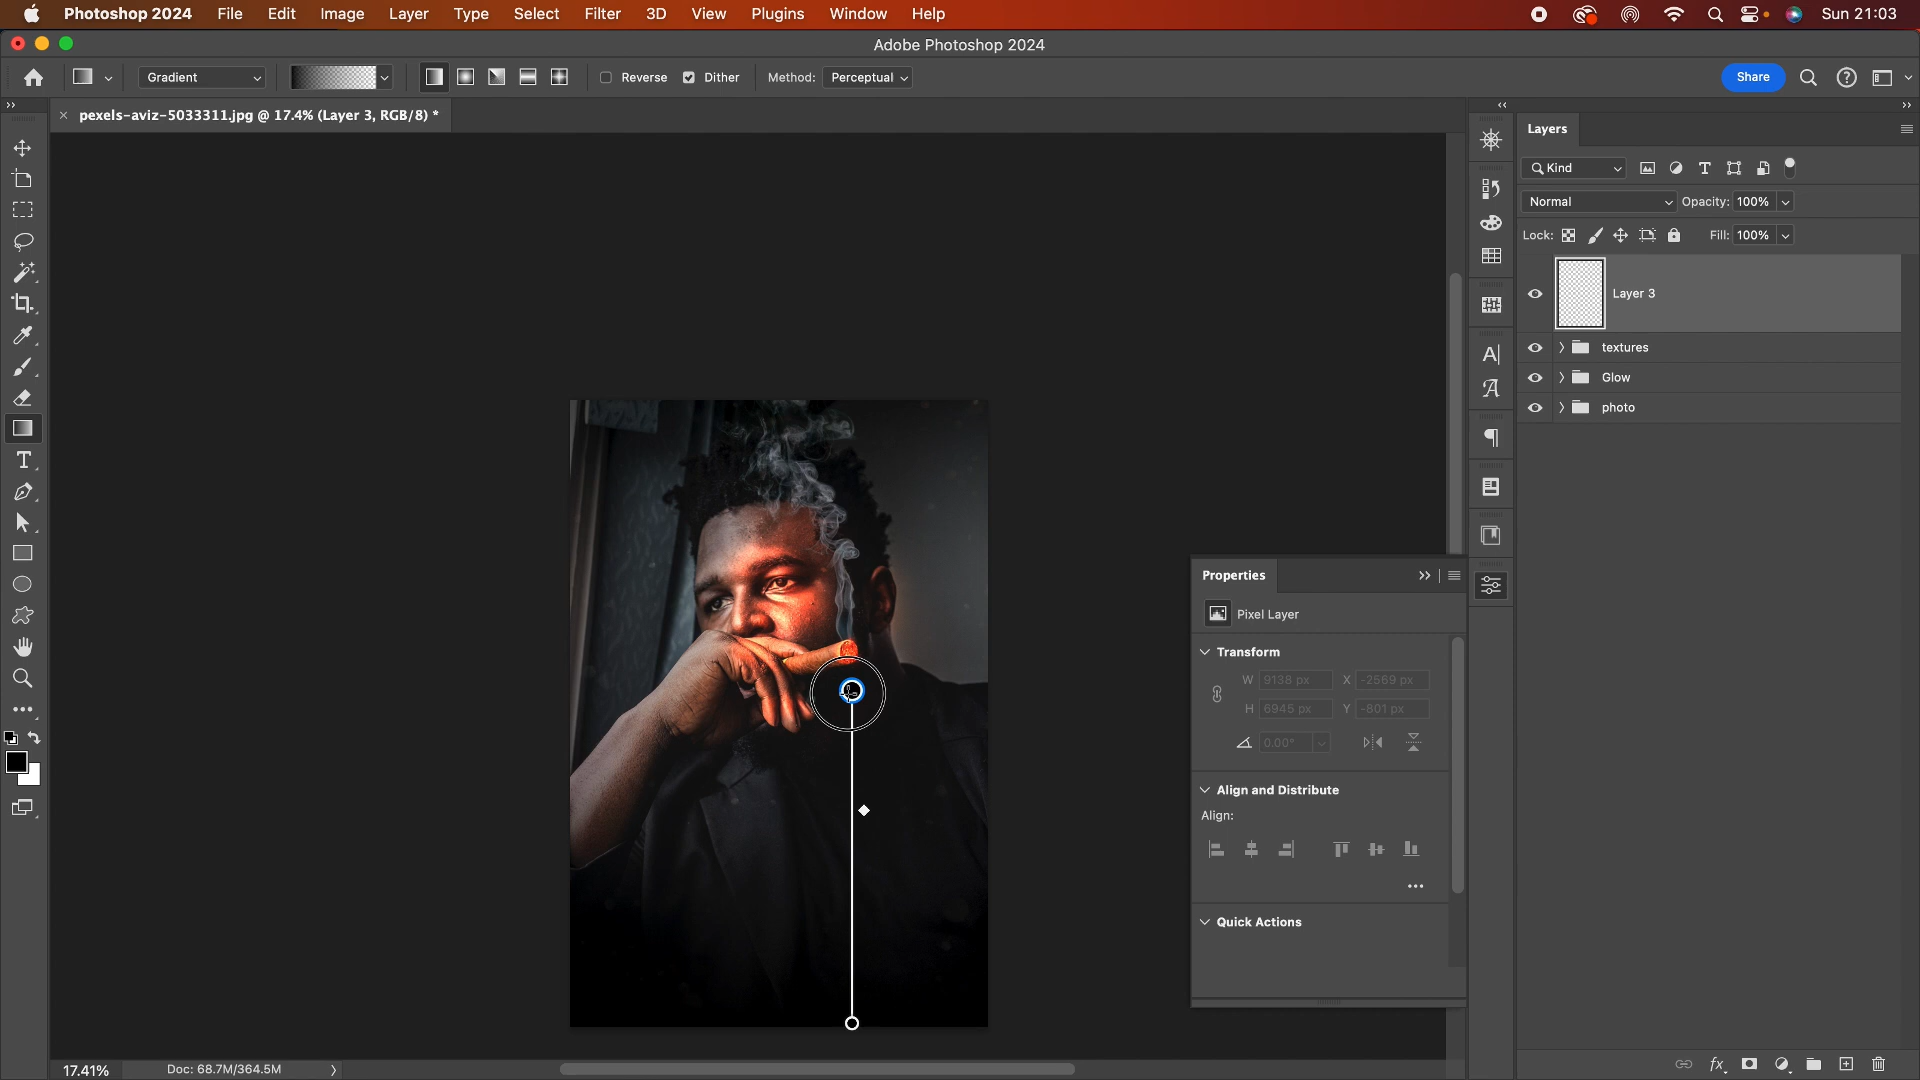 Photoshop 2024 File Edit Image Layer Type Select Filter 3D View Plugins Window Help Sun 21:03
Adobe Photoshop 2024
Gradient Reverse Dither Method: Perceptual Share
pexels-aviz-5033311.jpg @ 17.4% (Layer 3, RGB/8) *
Layers
Kind
Normal Opacity: 100%
Lock: Fill: 100%
Layer 3
textures
Glow
photo
Properties
Pixel Layer
Transform
W 9138 px X -2569 px
H 6945 px Y -801 px
0.00°
Align and Distribute
Align:
Quick Actions
17.41% Doc: 68.7M/364.5M